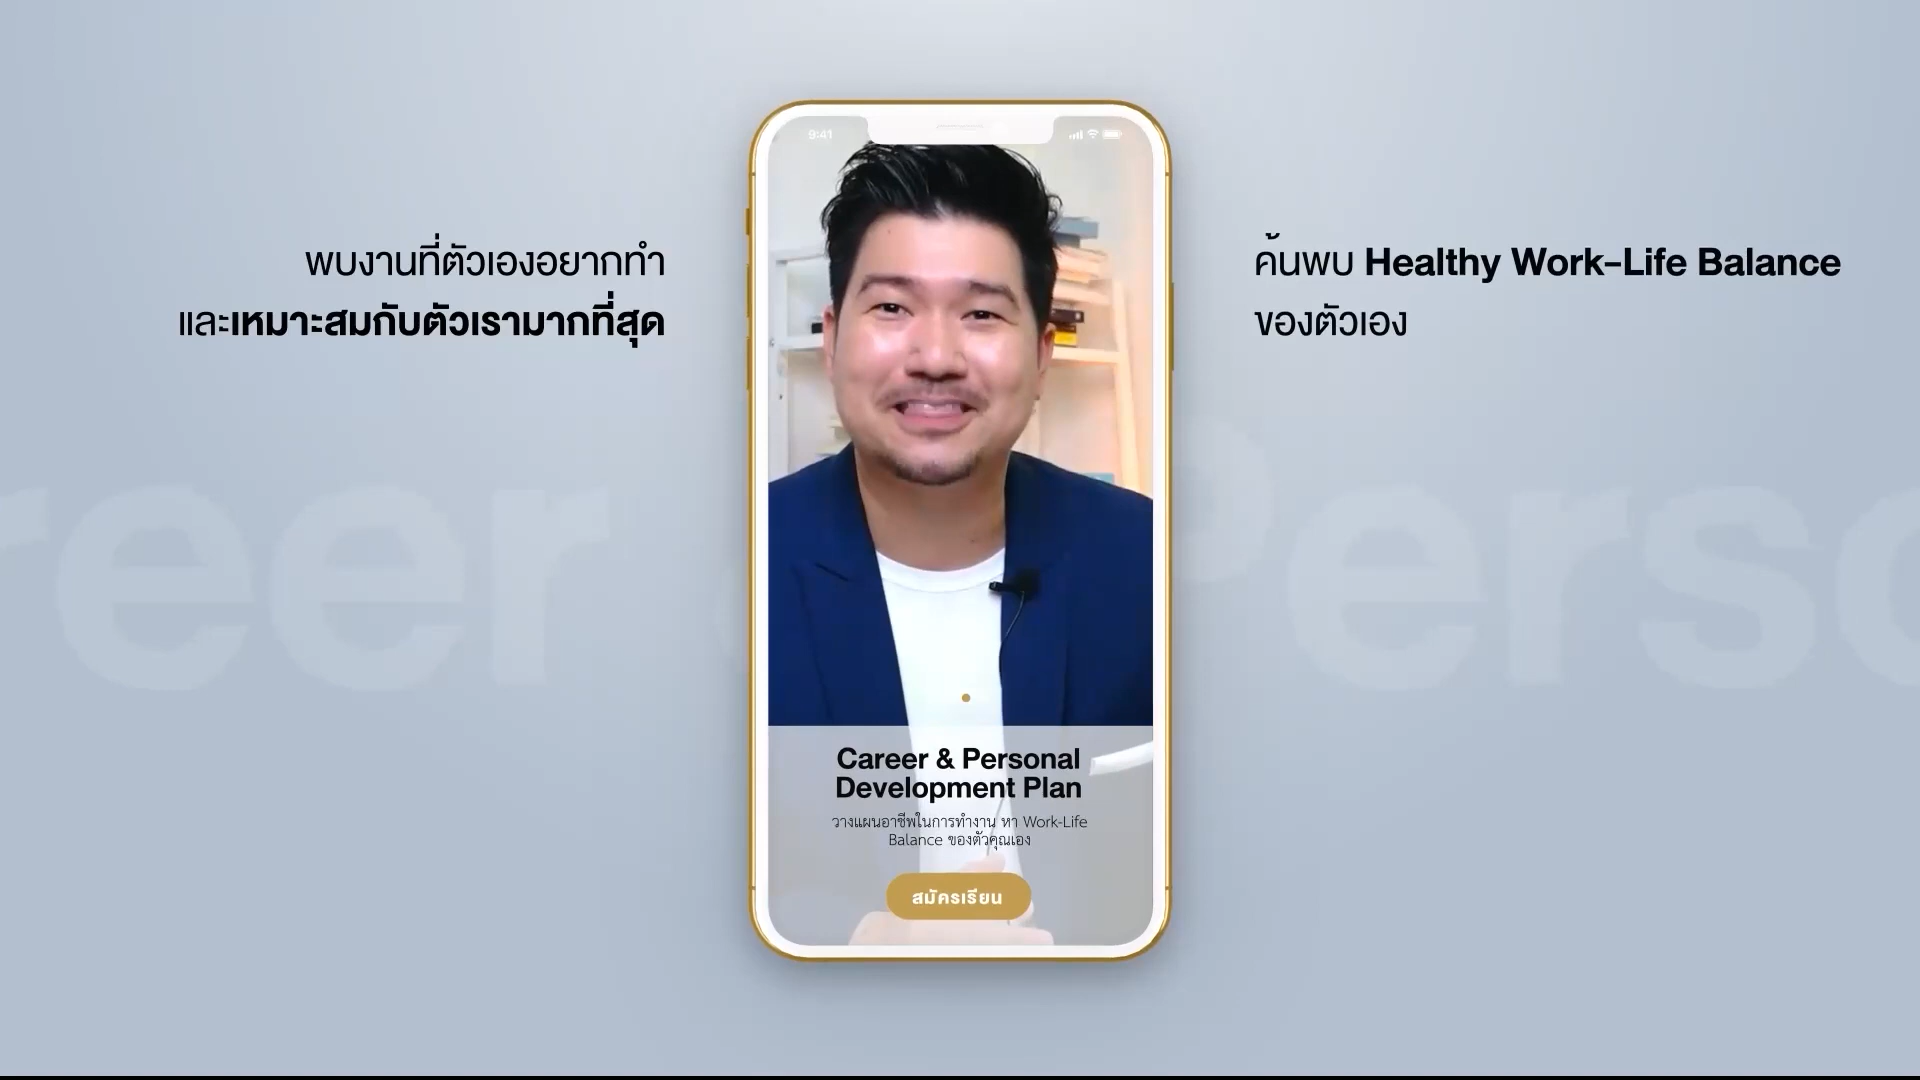 พบงานที่ตัวเองอยากทำ
และเหมาะสมกับตัวเรามากที่สุด
ค้นพบ Healthy Work-Life Balance
ของตัวเอง
9:41
Career & Personal
Development Plan
วางแผนอาชีพในการทำงาน หา Work-Life
Balance ของตัวคุณเอง
สมัครเรียน